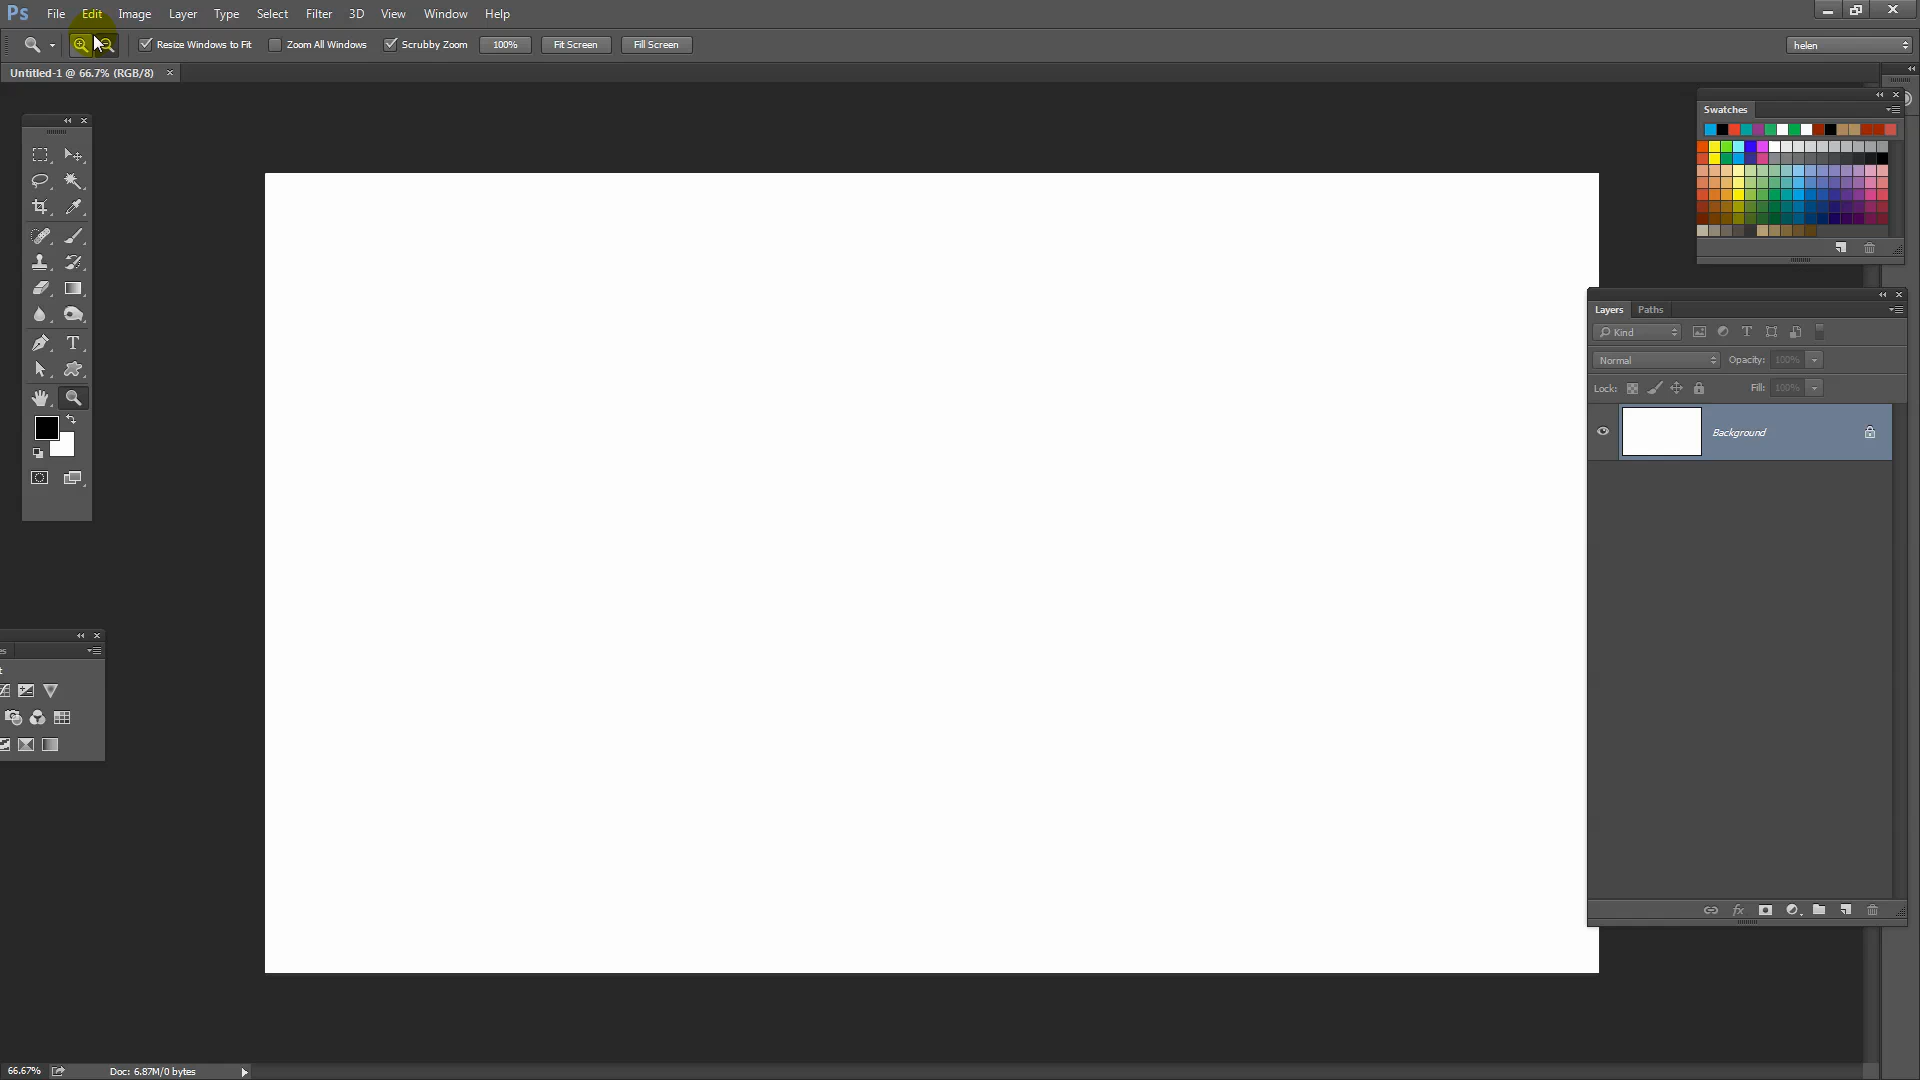 Ps File Edit Image Layer Type Select Filter 3D View Window Help
Resize Windows to Fit Zoom All Windows Scrubby Zoom 100% Fit Screen Fill Screen helen
Untitled-1 @ 66.7% (RGB/8)
Swatches
Layers Paths
Kind
Normal Opacity: 100%
Lock: Fill: 100%
Background
66.67% Doc: 6.87M/0 bytes